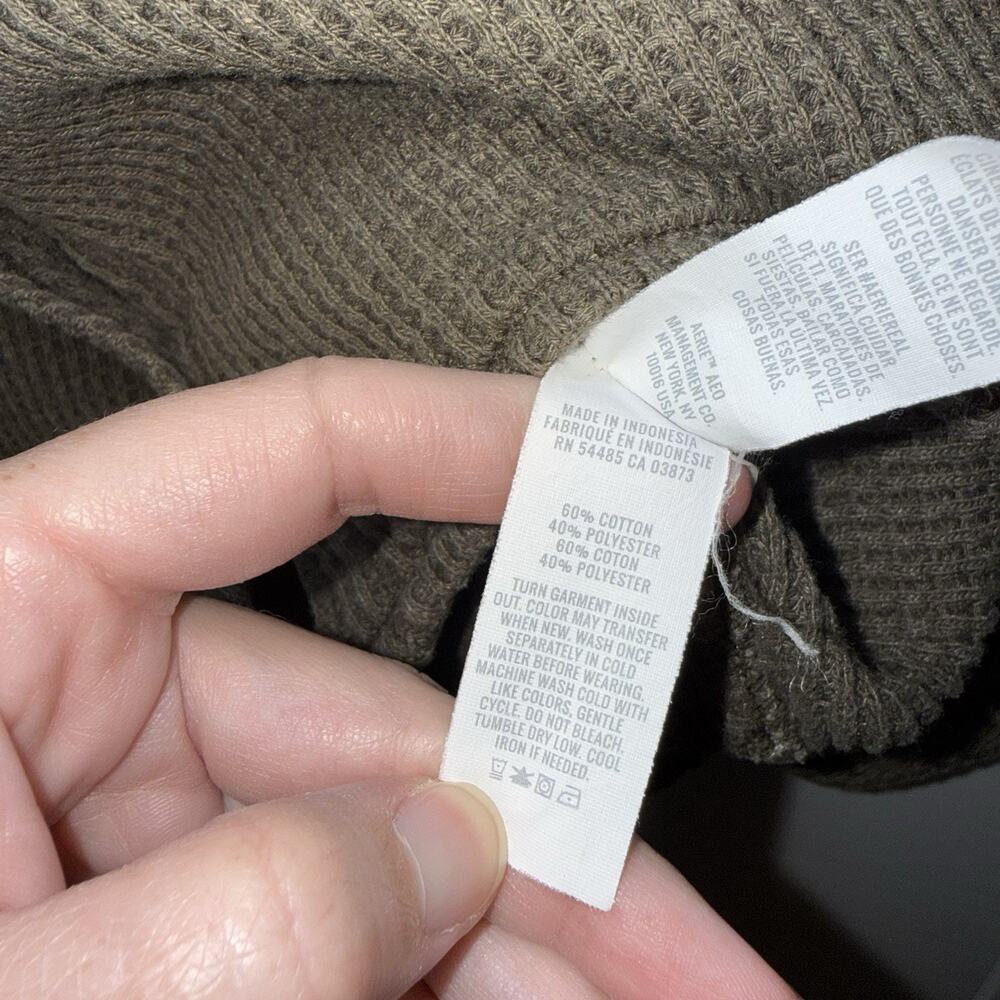 ÉCLATS DE
DANSER QUE
PERSONNE NE REGARDE
TOUT CELA, CE NE SONT
QUE DES BONNES CHOSES
SER #AERIEREAL
SIGNIFICA CUIDAR
DE TI. MARATONES DE
PELÍCULAS. CARCAJADAS.
SIESTAS. BAILAR COMO
SI FUERA LA ÚLTIMA VEZ.
TODAS ESAS
COSAS BUENAS.
AERIE™ AEO
MANAGEMENT CO.
NEW YORK, NY
10016 USA
MADE IN INDONESIA
FABRIQUÉ EN INDONÉSIE
RN 54485 CA 03873
60% COTTON
40% POLYESTER
60% COTON
40% POLYESTER
TURN GARMENT INSIDE
OUT. COLOR MAY TRANSFER
WHEN NEW. WASH ONCE
SEPARATELY IN COLD
WATER BEFORE WEARING.
MACHINE WASH COLD WITH
LIKE COLORS, GENTLE
CYCLE. DO NOT BLEACH.
TUMBLE DRY LOW. COOL
IRON IF NEEDED.